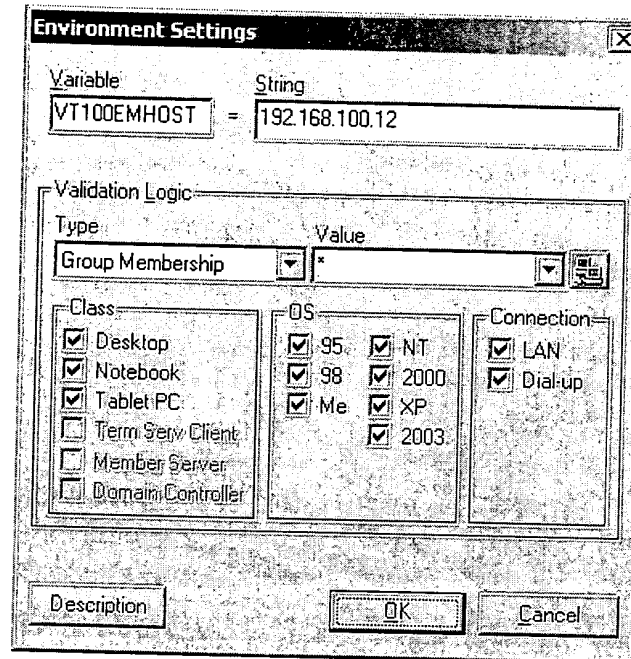 Environment Settings
Variable
String
VT100EMHOST = 192.168.100.12
Validation Logic
Type
Value
Group Membership
*
Class
Desktop
Notebook
Tablet PC
Term Serv Client
Member Server
Domain Controller
OS
95
98
Me
NT
2000
XP
2003
Connection
LAN
Dial-up
Description
OK
Cancel